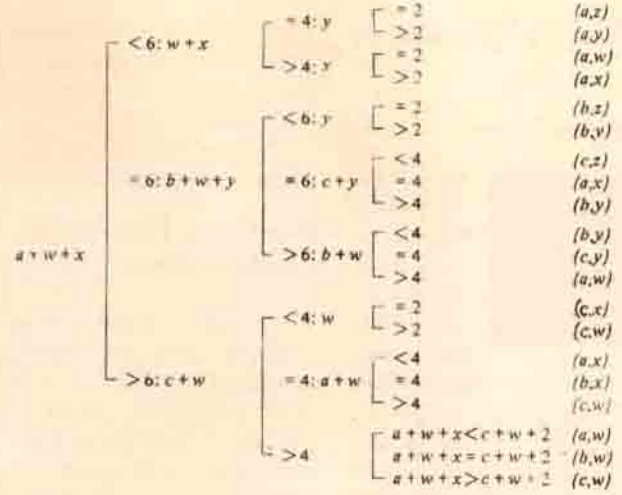 = 2 (a,z)
= 4: y
> 2 (a,y)
< 6: w + x
= 2 (a,w)
> 4: x
> 2 (a,x)
= 2 (b,z)
< 6: y
> 2 (b,y)
< 4 (c,z)
= 6: b + w + y = 6: c + y = 4 (a,x)
> 4 (b,y)
< 4 (b,y)
a + w + x > 6: b + w = 4 (c,y)
> 4 (a,w)
= 2 (c,x)
< 4: w
> 2 (c,w)
< 4 (a,x)
> 6: c + w = 4: a + w = 4 (b,x)
> 4 (c,w)
a + w + x < c + w + 2 (a,w)
> 4 a + w + x = c + w + 2 (b,w)
a + w + x > c + w + 2 (c,w)